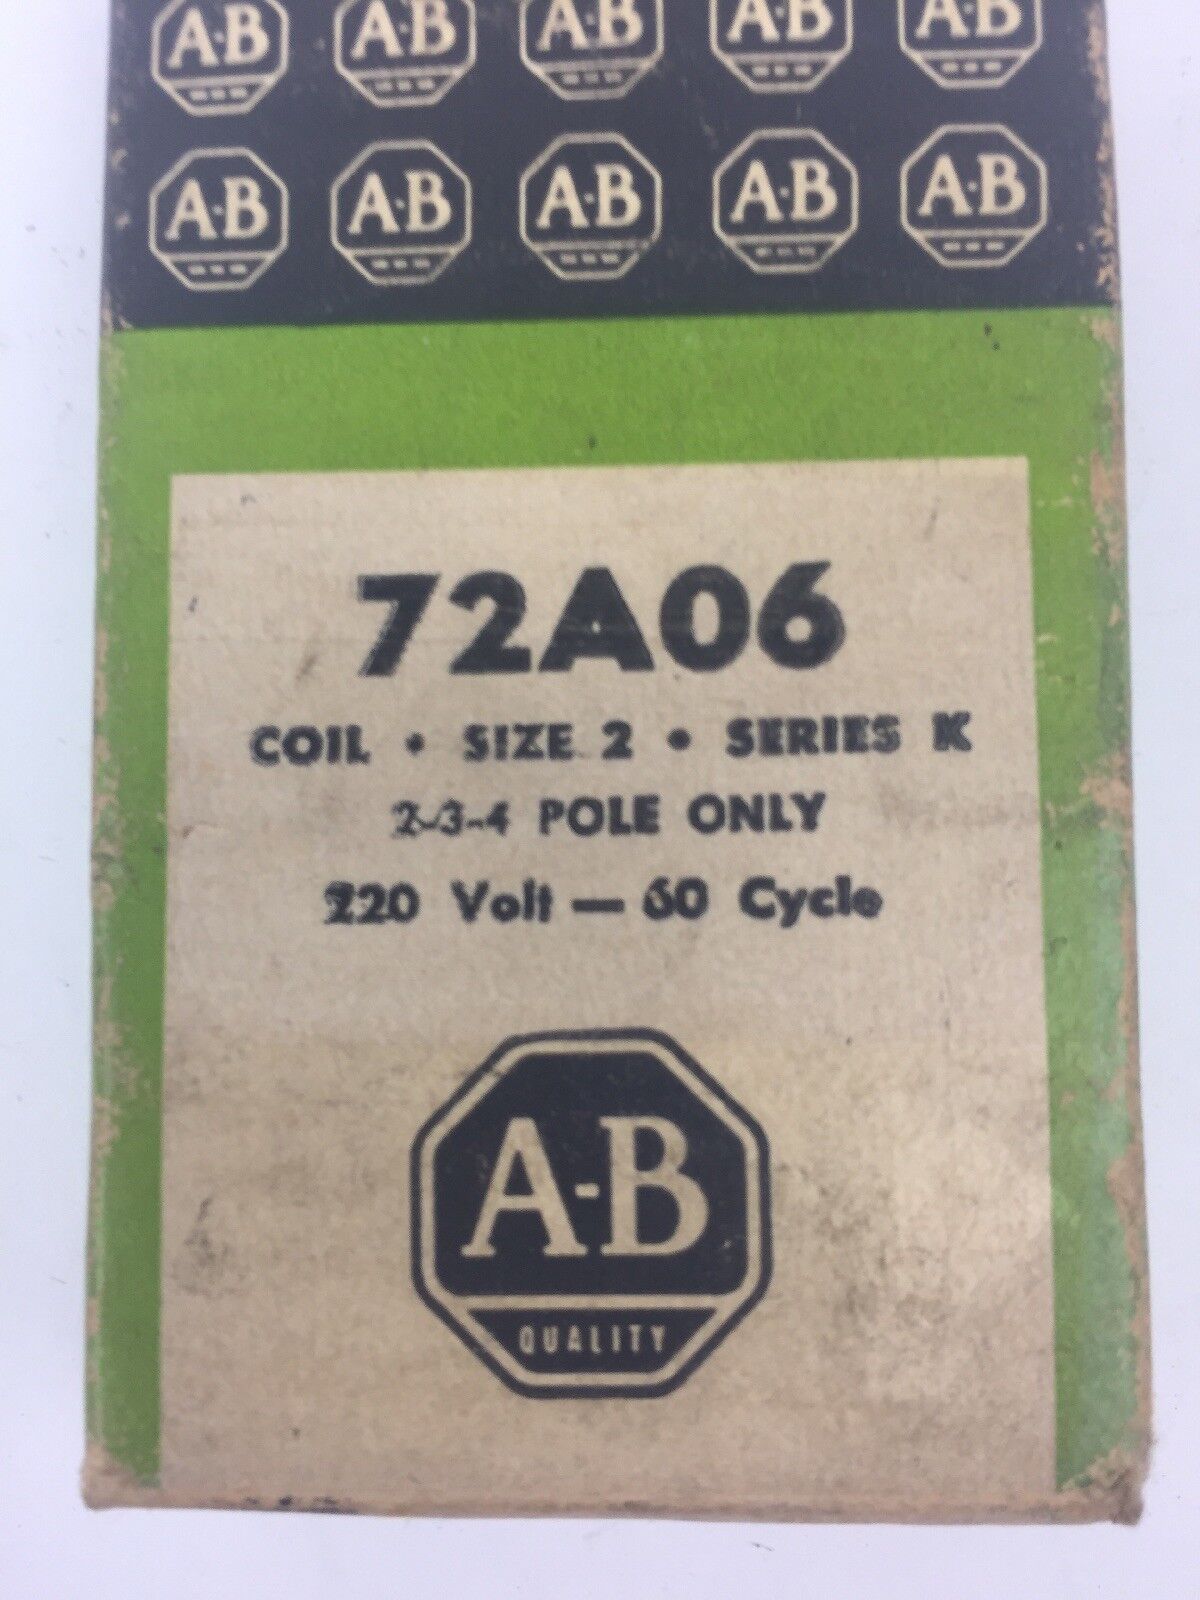 A-B A-B A-B A-B A-B
A-B A-B A-B A-B A-B
72A06
COIL • SIZE 2 • SERIES K
2-3-4 POLE ONLY
220 Volt — 60 Cycle
A-B
QUALITY